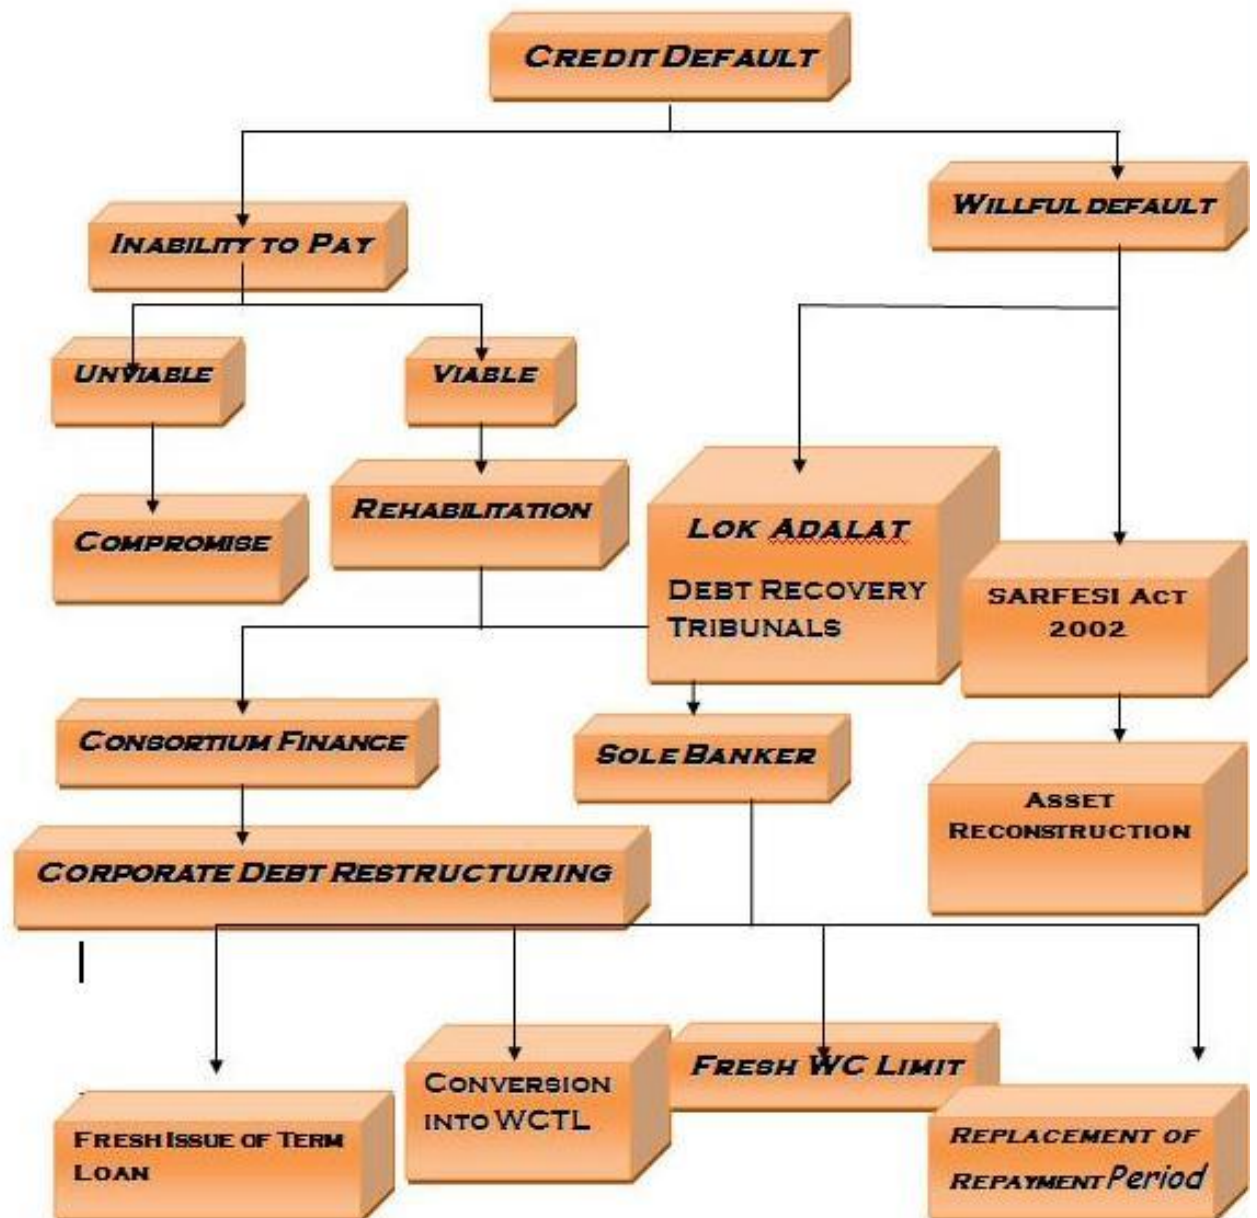 CREDIT DEFAULT
WILLFUL DEFAULT
INABILITY TO PAY
UNVIABLE
VIABLE
REHABILITATION
COMPROMISE
LOK ADALAT
DEBT RECOVERY
TRIBUNALS
SARFESI ACT
2002
CONSORTIUM FINANCE
SOLE BANKER
ASSET
RECONSTRUCTION
CORPORATE DEBT RESTRUCTURING
FRESH ISSUE OF TERM
LOAN
CONVERSION
INTO WCTL
FRESH WC LIMIT
REPLACEMENT OF
REPAYMENT Period